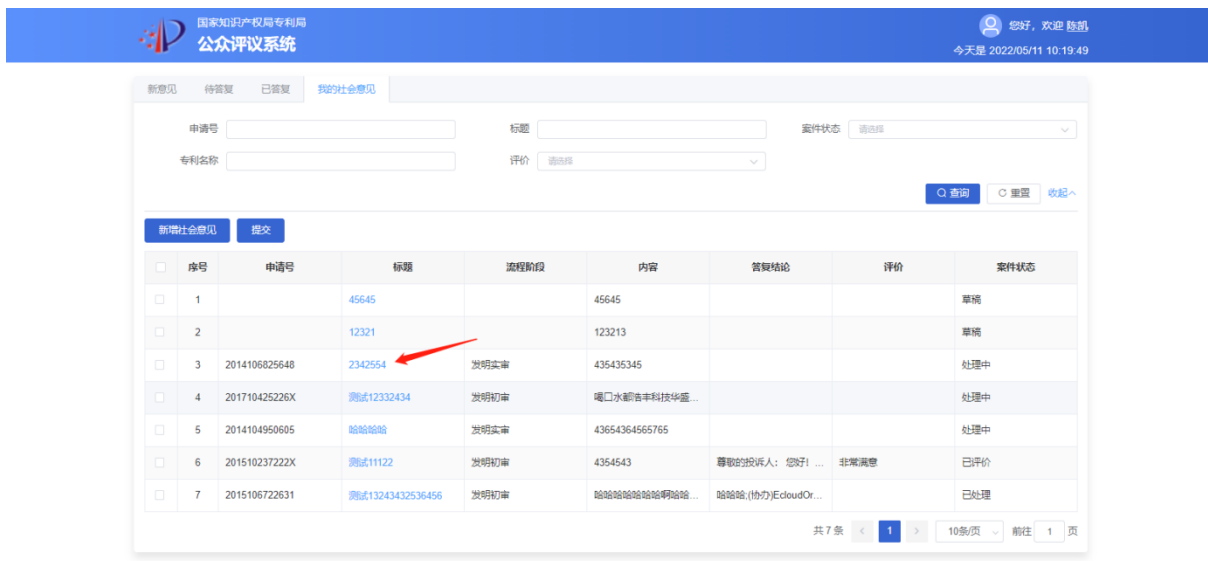 国家知识产权局专利局
公众评议系统
您好，欢迎 陈凯
今天是 2022/05/11 10:19:49
新意见 待答复 已答复 我的社会意见
申请号 标题 案件状态 请选择
专利名称 评价 请选择
查询 重置 收起
新增社会意见 提交
序号 申请号 标题 流程阶段 内容 答复结论 评价 案件状态
1 45645 45645 草稿
2 12321 123213 草稿
3 2014106825648 2342554 发明实审 435435345 处理中
4 201710425226X 测试12332434 发明初审 喝口水都浩丰科技华盛... 处理中
5 2014104950605 哈哈哈哈 发明实审 43654364565765 处理中
6 201510237222X 测试11122 发明初审 4354543 尊敬的投诉人：您好！ ... 非常满意 已评价
7 2015106722631 测试13243432536456 发明初审 哈哈哈哈哈哈哈啊哈哈... 哈哈哈;(协办)EcloudOr... 已处理
共 7 条 < 1 > 10条/页 前往 1 页